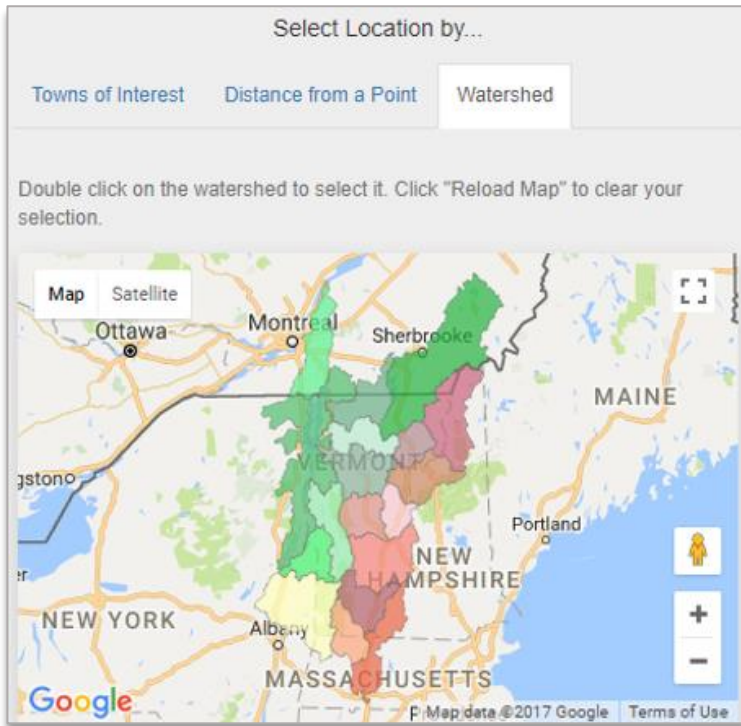 Select Location by...
Towns of Interest
Distance from a Point
Watershed
Double click on the watershed to select it. Click "Reload Map" to clear your
selection.
Map
Satellite
Ottawa
Montreal
Sherbrooke
MAINE
VERMONT
gston
Portland
NEW
HAMPSHIRE
NEW YORK
Albany
MASSACHUSETTS
Google
Map data ©2017 Google
Terms of Use